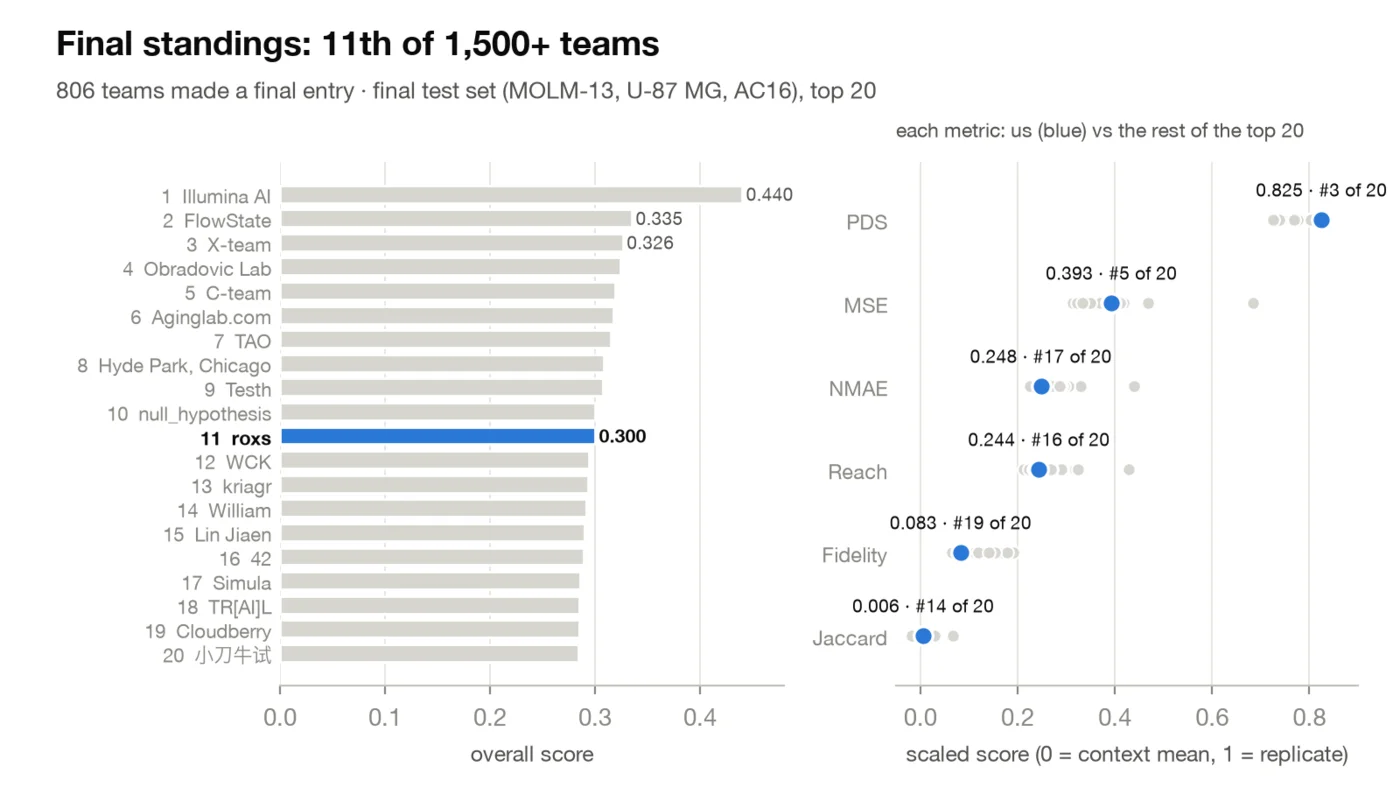 Final standings: 11th of 1,500+ teams
806 teams made a final entry · final test set (MOLM-13, U-87 MG, AC16), top 20
each metric: us (blue) vs the rest of the top 20
1 Illumina AI 0.440
2 FlowState 0.335
3 X-team 0.326
4 Obradovic Lab
5 C-team
6 Aginglab.com
7 TAO
8 Hyde Park, Chicago
9 Testh
10 null_hypothesis
11 roxs 0.300
12 WCK
13 kriagr
14 William
15 Lin Jiaen
16 42
17 Simula
18 TR[AI]L
19 Cloudberry
20 小刀牛试
0.0 0.1 0.2 0.3 0.4
overall score
0.825 · #3 of 20
PDS
0.393 · #5 of 20
MSE
0.248 · #17 of 20
NMAE
0.244 · #16 of 20
Reach
0.083 · #19 of 20
Fidelity
0.006 · #14 of 20
Jaccard
0.0 0.2 0.4 0.6 0.8
scaled score (0 = context mean, 1 = replicate)